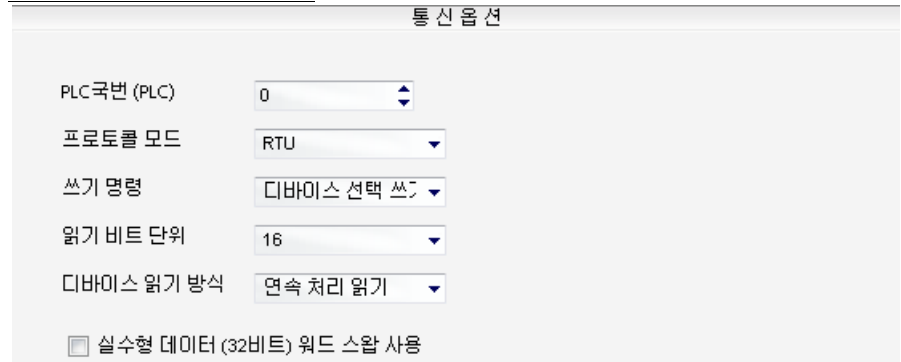 통신옵션
PLC국번 (PLC) 0
프로토콜 모드 RTU
쓰기 명령 디바이스 선택
읽기 비트 단위 16
디바이스 읽기 방식 연속 처리 읽기
실수형 데이터 (32비트) 워드 스왑 사용